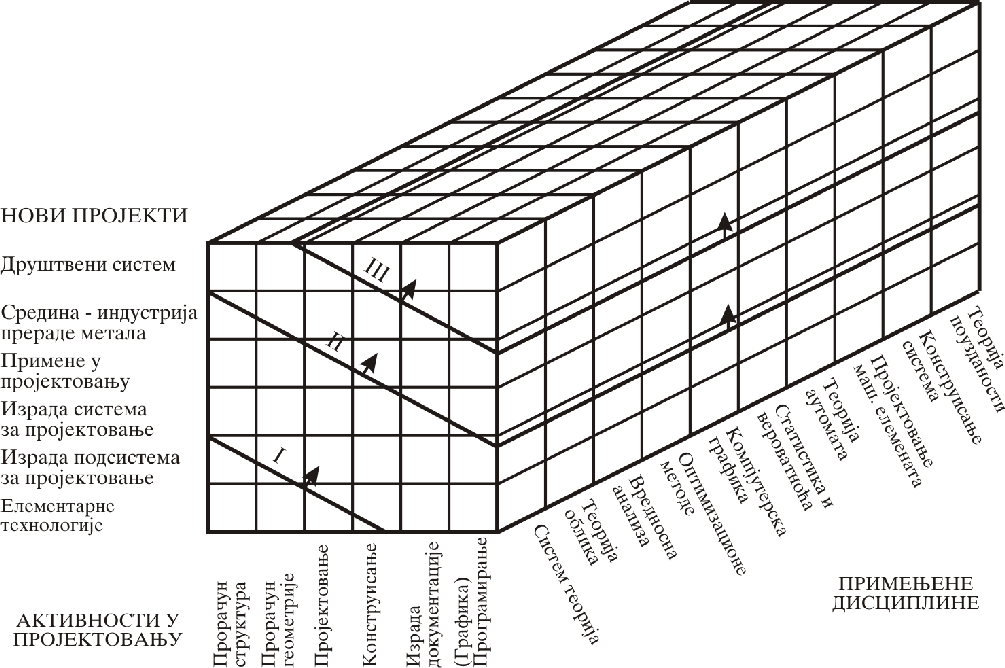 НОВИ ПРОЈЕКТИ
Друштвени систем
Средина - индустрија
прераде метала
Примене у
пројектовању
Израда система
за пројектовање
Израда подсистема
за пројектовање
Елементарне
технологије
III
II
I
АКТИВНОСТИ У
ПРОЈЕКТОВАЊУ
Прорачун
структура
Прорачун
геометрије
Пројектовање
Конструисање
Израда
документације
(Графика)
Програмирање
Систем теорија
Теорија
облика
Вредносна
анализа
Оптимизационе
методе
Компјутерска
графика
Статистика и
вероватноћа
Теорија
аутомата
Пројектовање
маш. елемената
Конструисање
система
Теорија
поузданости
ПРИМЕЊЕНЕ
ДИСЦИПЛИНЕ